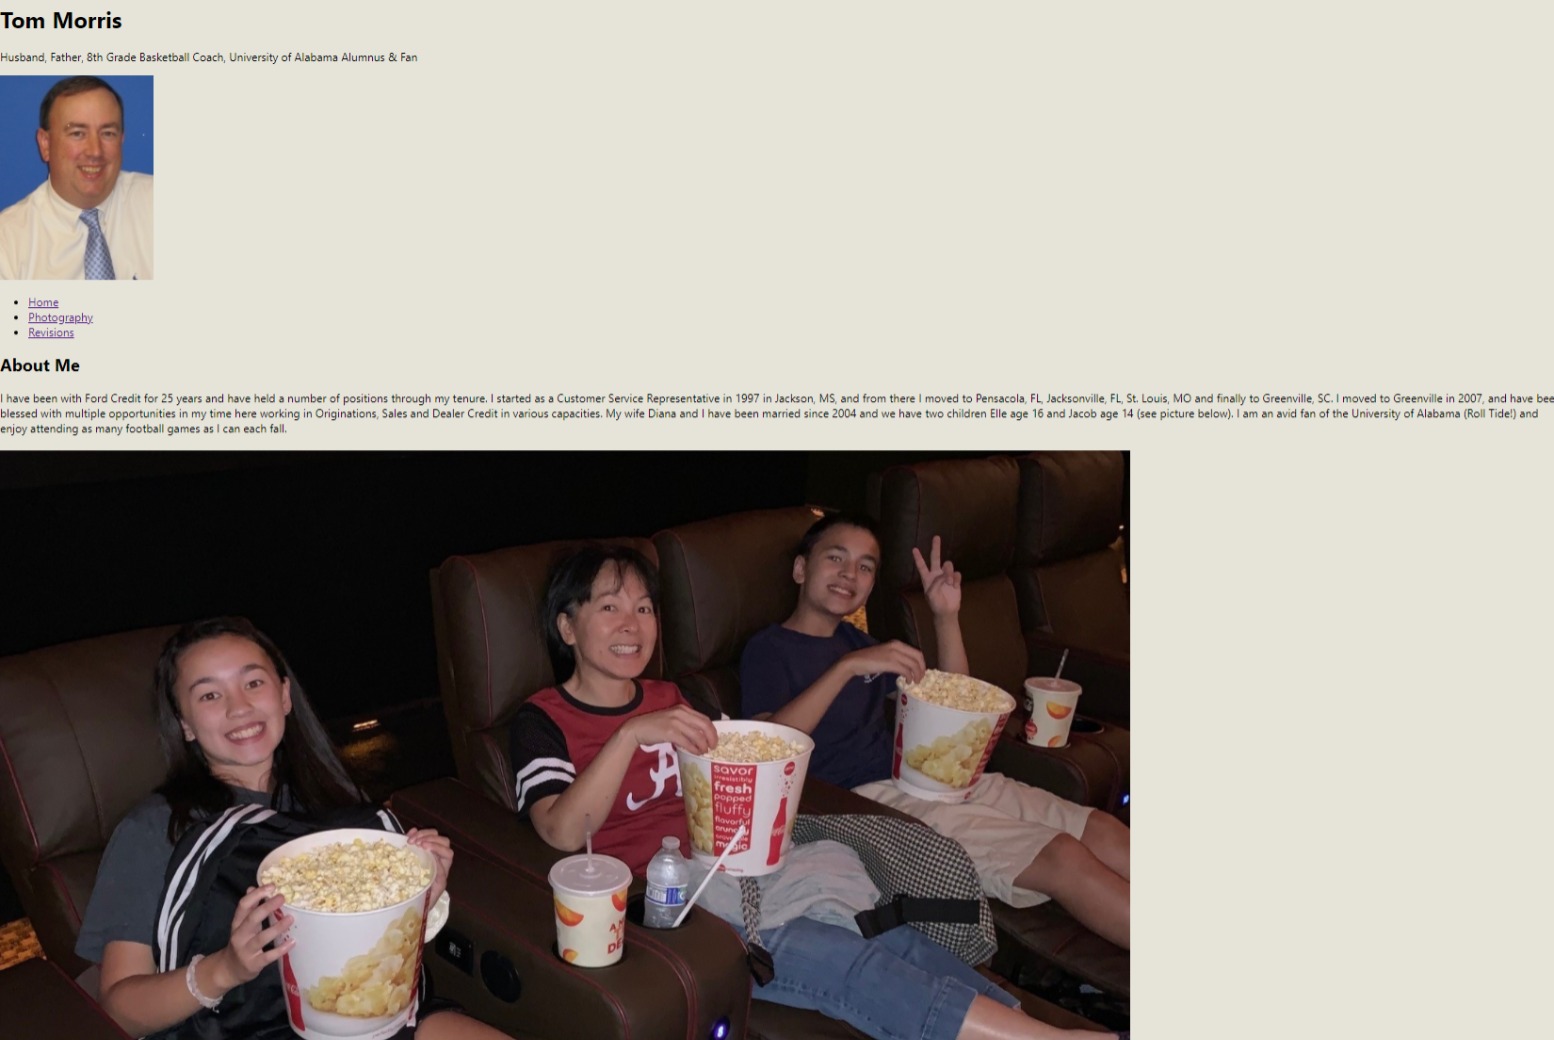 Tom Morris
Husband, Father, 8th Grade Basketball Coach, University of Alabama Alumnus & Fan
Home
Photography
Revisions
About Me
I have been with Ford Credit for 25 years and have held a number of positions through my tenure. I started as a Customer Service Representative in 1997 in Jackson, MS, and from there I moved to Pensacola, FL, Jacksonville, FL, St. Louis, MO and finally to Greenville, SC. I moved to Greenville in 2007, and have bee
blessed with multiple opportunities in my time here working in Originations, Sales and Dealer Credit in various capacities. My wife Diana and I have been married since 2004 and we have two children Elle age 16 and Jacob age 14 (see picture below). I am an avid fan of the University of Alabama (Roll Tide!) and
enjoy attending as many football games as I can each fall.
A
savor
irresistibly
fresh
popped
fluffy
flavorful
crunchy
magic